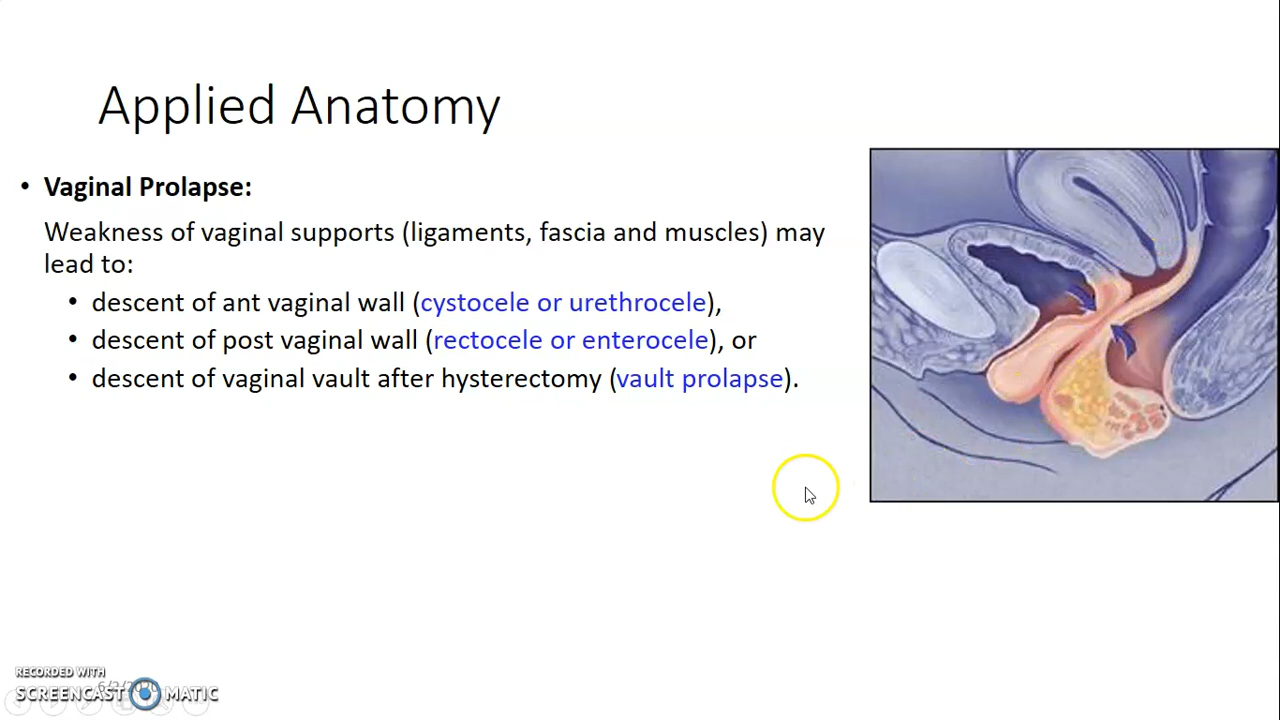 Applied Anatomy
• Vaginal Prolapse:
Weakness of vaginal supports (ligaments, fascia and muscles) may
lead to:
• descent of ant vaginal wall (cystocele or urethrocele),
• descent of post vaginal wall (rectocele or enterocele), or
• descent of vaginal vault after hysterectomy (vault prolapse).
RECORDED WITH
SCREENCAST MATIC